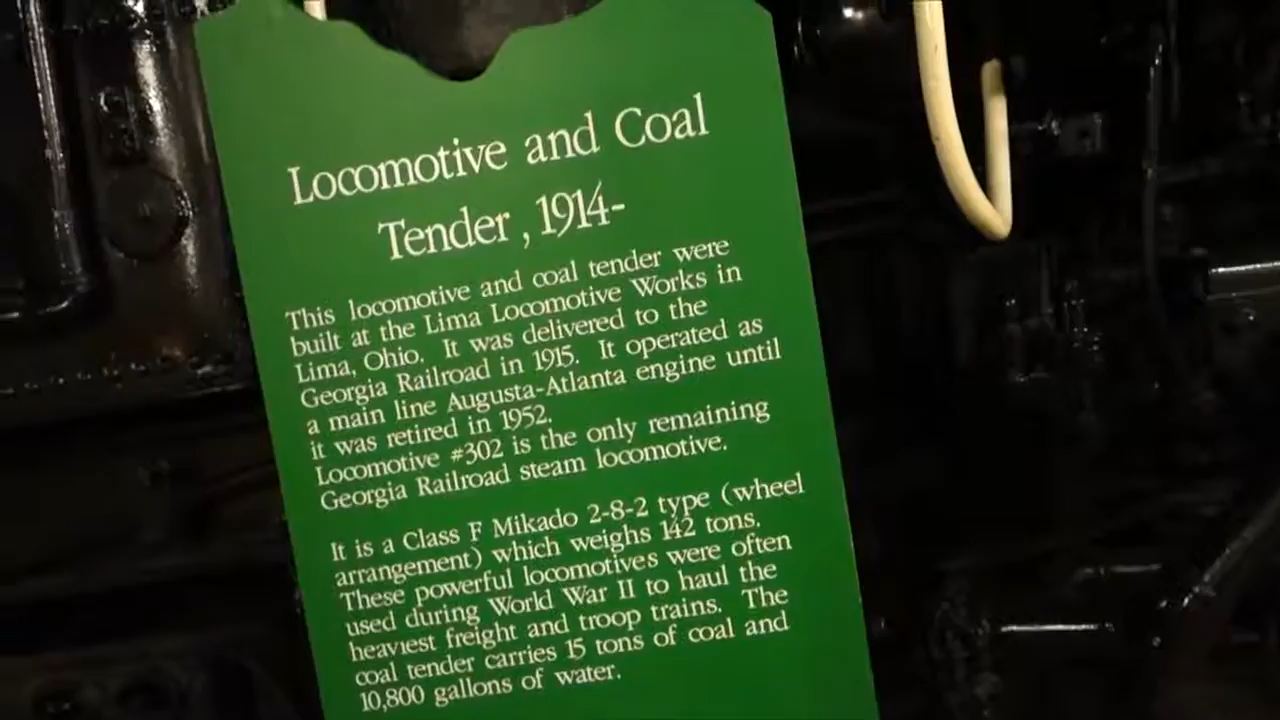 Locomotive and Coal
Tender , 1914-
This locomotive and coal tender were
built at the Lima Locomotive Works in
Lima, Ohio. It was delivered to the
Georgia Railroad in 1915. It operated as
a main line Augusta-Atlanta engine until
it was retired in 1952.
Locomotive #302 is the only remaining
Georgia Railroad steam locomotive.
It is a Class F Mikado 2-8-2 type (wheel
arrangement) which weighs 142 tons.
These powerful locomotives were often
used during World War II to haul the
heaviest freight and troop trains. The
coal tender carries 15 tons of coal and
10,800 gallons of water.